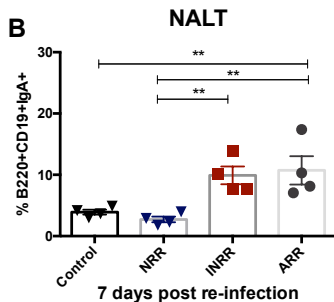 B
NALT
**
**
**
30
20
10
0
% B220+CD19+IgA+
Control
NRR
INRR
ARR
7 days post re-infection